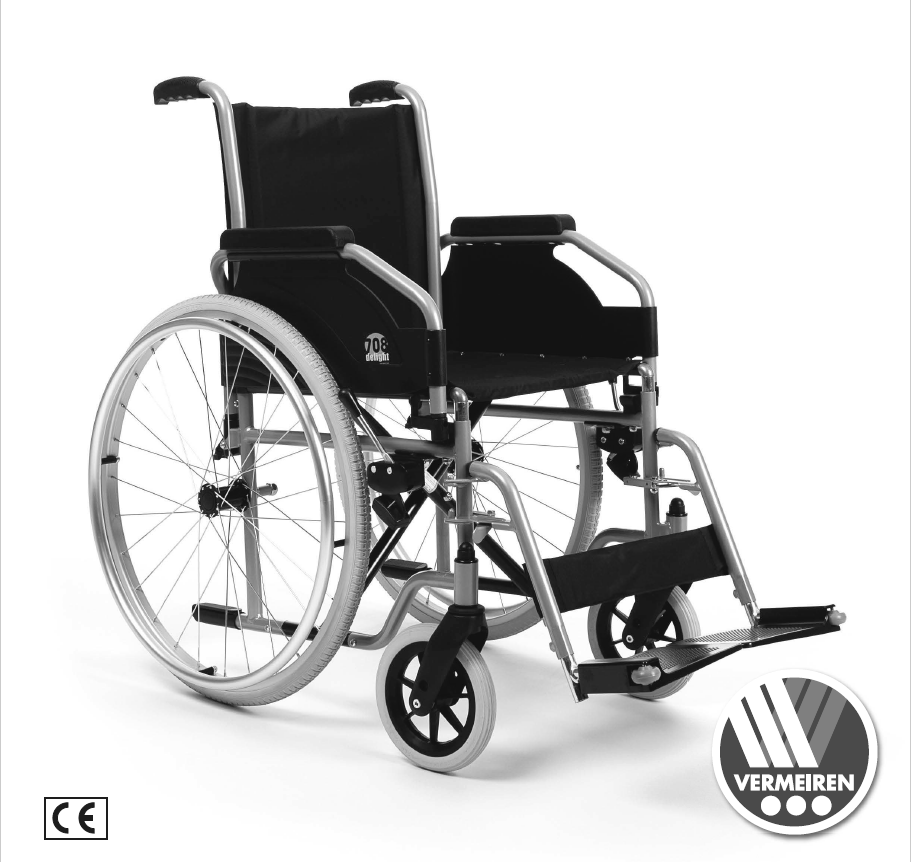 708
delight
VERMEIREN
CE